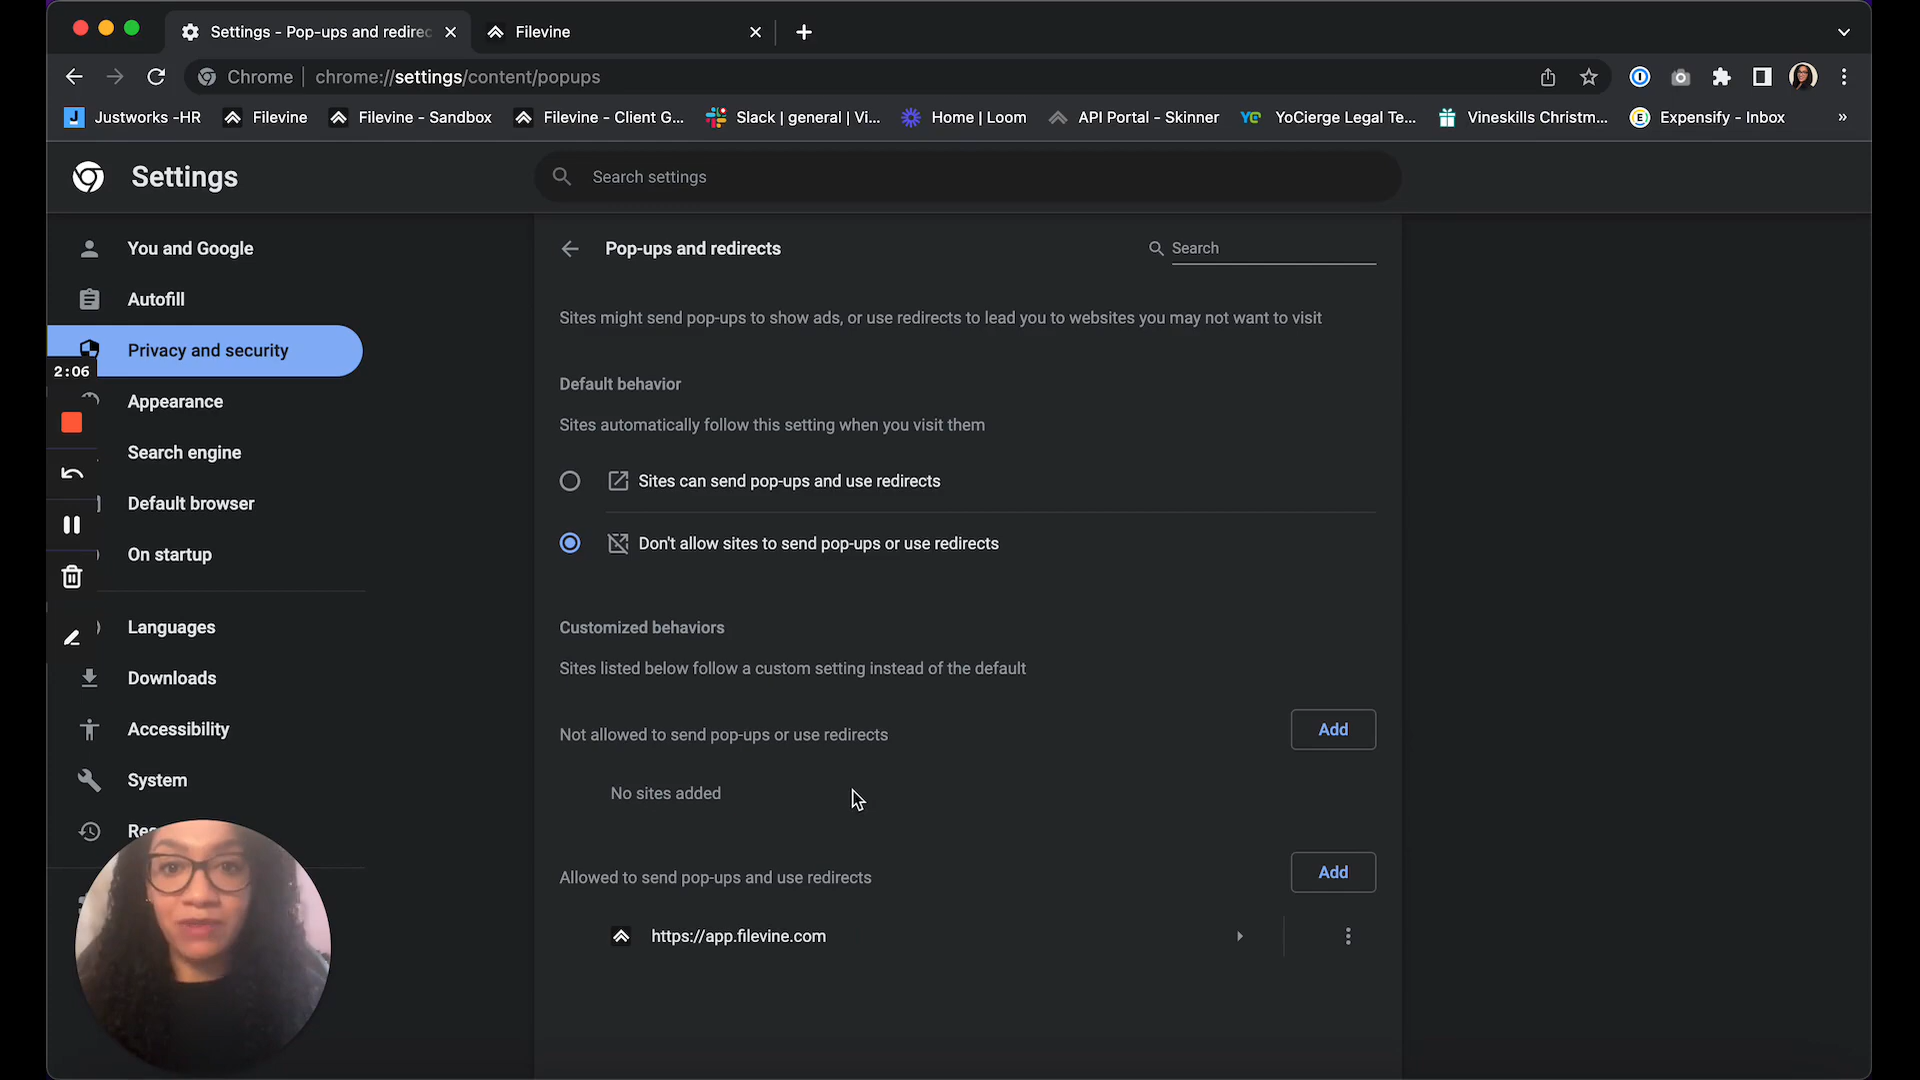 Settings - Pop-ups and redirec
Filevine
Chrome
chrome://settings/content/popups
Justworks -HR
Filevine
Filevine - Sandbox
Filevine - Client G...
Slack | general | Vi...
Home | Loom
API Portal - Skinner
YoCierge Legal Te...
Vineskills Christm...
Expensify - Inbox
»
Settings
Search settings
You and Google
Autofill
Privacy and security
2:06
Appearance
Search engine
Default browser
On startup
Languages
Downloads
Accessibility
System
Pop-ups and redirects
Search
Sites might send pop-ups to show ads, or use redirects to lead you to websites you may not want to visit
Default behavior
Sites automatically follow this setting when you visit them
Sites can send pop-ups and use redirects
Don't allow sites to send pop-ups or use redirects
Customized behaviors
Sites listed below follow a custom setting instead of the default
Not allowed to send pop-ups or use redirects
Add
No sites added
Allowed to send pop-ups and use redirects
Add
https://app.filevine.com